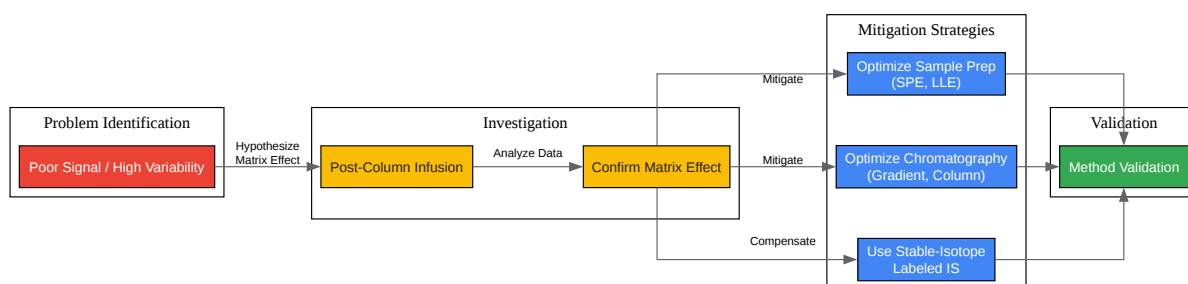 Problem Identification
Poor Signal / High Variability
Hypothesize
Matrix Effect
Investigation
Post-Column Infusion
Analyze Data
Confirm Matrix Effect
Mitigate
Mitigate
Compensate
Mitigation Strategies
Optimize Sample Prep
(SPE, LLE)
Optimize Chromatography
(Gradient, Column)
Use Stable-Isotope
Labeled IS
Validation
Method Validation